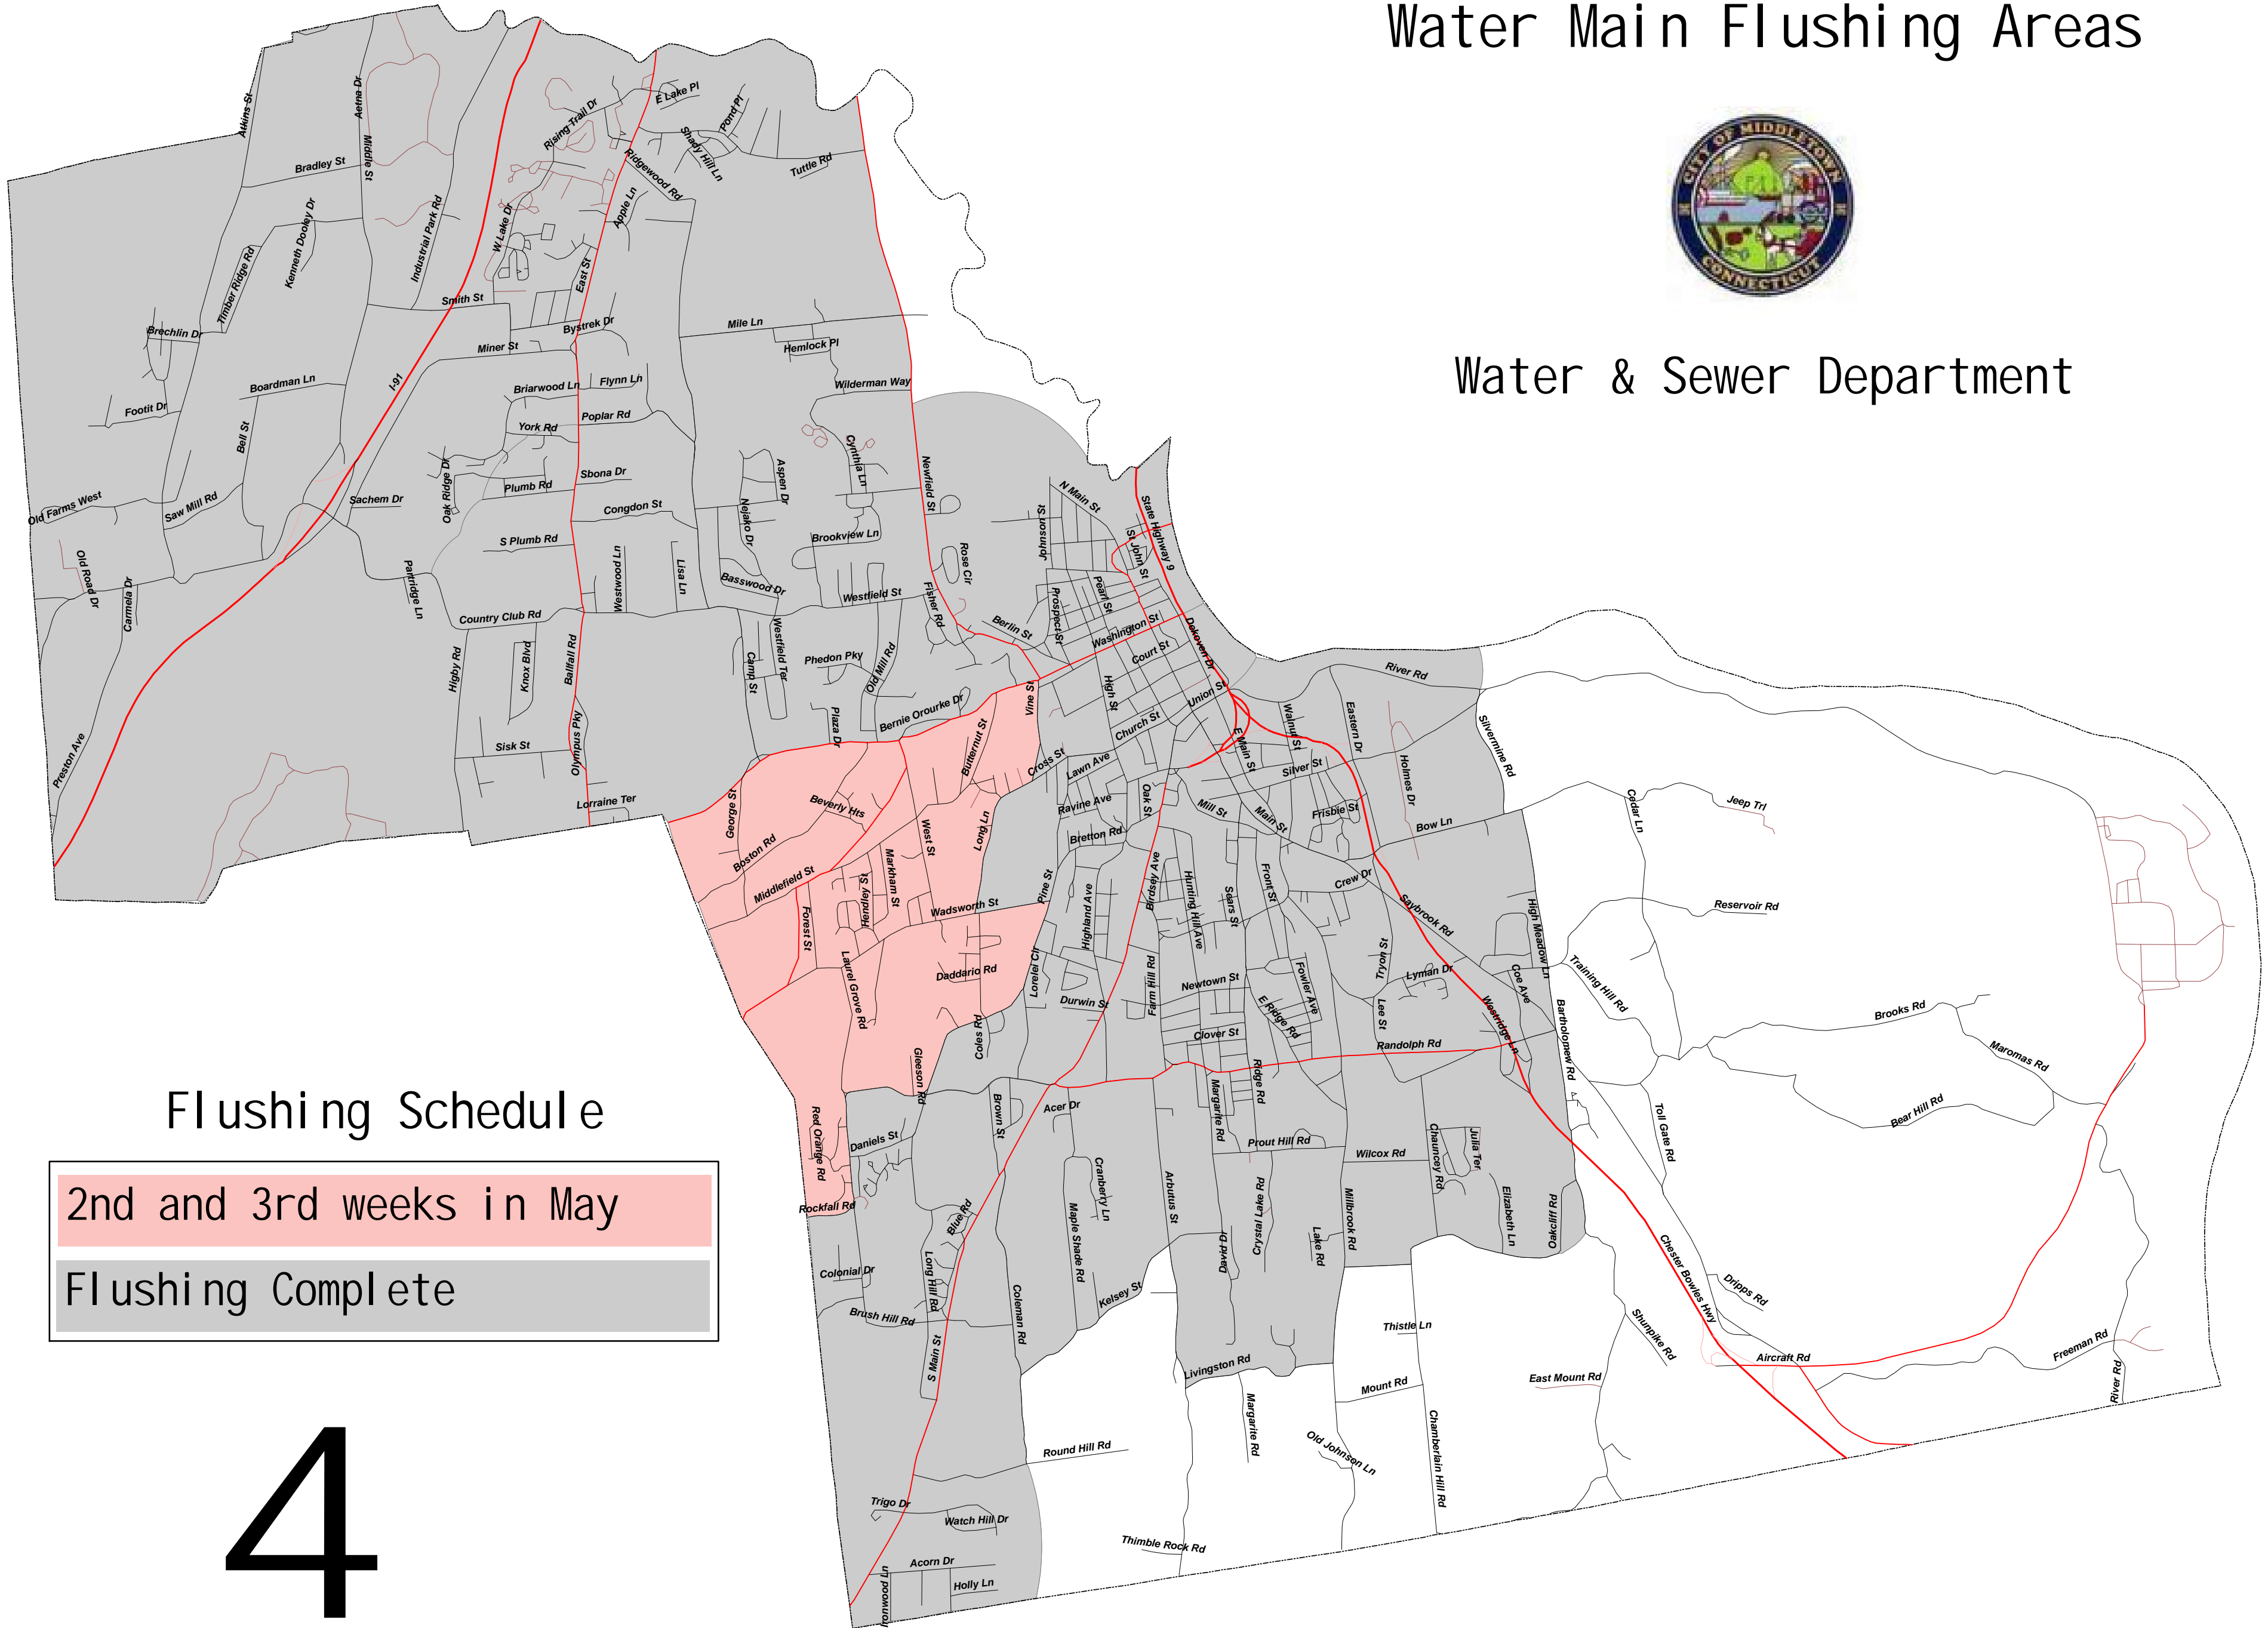 Water Main Flushing Areas
CITY OF MIDDLETOWN
CONNECTICUT
Water & Sewer Department
Flushing Schedule
2nd and 3rd weeks in May
Flushing Complete
4
Atkins St
Aetna Dr
Middle St
Bradley St
Kenneth Dooley Dr
Timber Ridge Rd
Industrial Park Rd
Brechlin Dr
Smith St
Miner St
Boardman Ln
Footit Dr
Bell St
I-91
Old Farms West
Saw Mill Rd
Sachem Dr
Old Road Dr
Carmela Dr
Preston Ave
Partridge Ln
Rising Trail Dr
E Lake Pl
Pond Pl
Shady Hill Ln
Ridgewood Rd
Tuttle Rd
Apple Ln
W Lake Dr
East St
Bystrek Dr
Mile Ln
Hemlock Pl
Wilderman Way
Briarwood Ln
Flynn Ln
Poplar Rd
York Rd
Oak Ridge Dr
Plumb Rd
Sbona Dr
Congdon St
S Plumb Rd
Westwood Ln
Lisa Ln
Aspen Dr
Nejako Dr
Basswood Dr
Cynthia Ln
Newfield St
Brookview Ln
Westfield St
Rose Cir
Fisher Rd
Country Club Rd
Higby Rd
Knox Blvd
Ballfall Rd
Olympus Pky
Sisk St
Lorraine Ter
Camp St
Westfield Ter
Phedon Pky
Old Mill Rd
Plaza Dr
Bernie Orourke Dr
Berlin St
N Main St
Johnson St
St John St
State Highway 9
Pearl St
Prospect St
Washington St
Court St
Dekoven Dr
High St
Union St
Church St
Vine St
Cross St
Lawn Ave
Ravine Ave
Bretton Rd
Oak St
E Main St
Walnut St
Silver St
Mill St
Main St
Frisbie St
Eastern Dr
Holmes Dr
River Rd
Silvermine Rd
Bow Ln
Cedar Ln
Jeep Trl
Reservoir Rd
Butternut St
George St
Beverly Hts
Boston Rd
Middlefield St
West St
Long Ln
Markham St
Hendley St
Forest St
Wadsworth St
Laurel Grove Rd
Daddario Rd
Pine St
Highland Ave
Lorelei Cir
Durwin St
Coles Rd
Gleeson Rd
Birdsey Ave
Hunting Hill Ave
Sears St
Front St
Crew Dr
Saybrook Rd
Farm Hill Rd
Newtown St
Fowler Ave
E Ridge Rd
Clover St
Tryon St
Lyman Dr
Lee St
Randolph Rd
Westridge Ln
Coe Ave
High Meadow Ln
Bartholomew Rd
Training Hill Rd
Brooks Rd
Maromas Rd
Bear Hill Rd
Toll Gate Rd
Red Orange Rd
Daniels St
Rockfall Rd
Brown St
Acer Dr
Cranberry Ln
Maple Shade Rd
Arbutus St
Margarite Rd
Ridge Rd
Prout Hill Rd
Wilcox Rd
Chauncey Rd
Julia Ter
Elizabeth Ln
Oakcliff Rd
Millbrook Rd
Crystal Lake Rd
Lake Rd
David Dr
Blue Rd
Long Hill Rd
Colonial Dr
Brush Hill Rd
S Main St
Coleman Rd
Kelsey St
Livingston Rd
Margarite Rd
Thistle Ln
Mount Rd
Chamberlain Hill Rd
Old Johnson Ln
East Mount Rd
Shunpike Rd
Chester Bowles Hwy
Dripps Rd
Aircraft Rd
Freeman Rd
River Rd
Round Hill Rd
Trigo Dr
Watch Hill Dr
Thimble Rock Rd
Acorn Dr
Holly Ln
Ironwood Ln